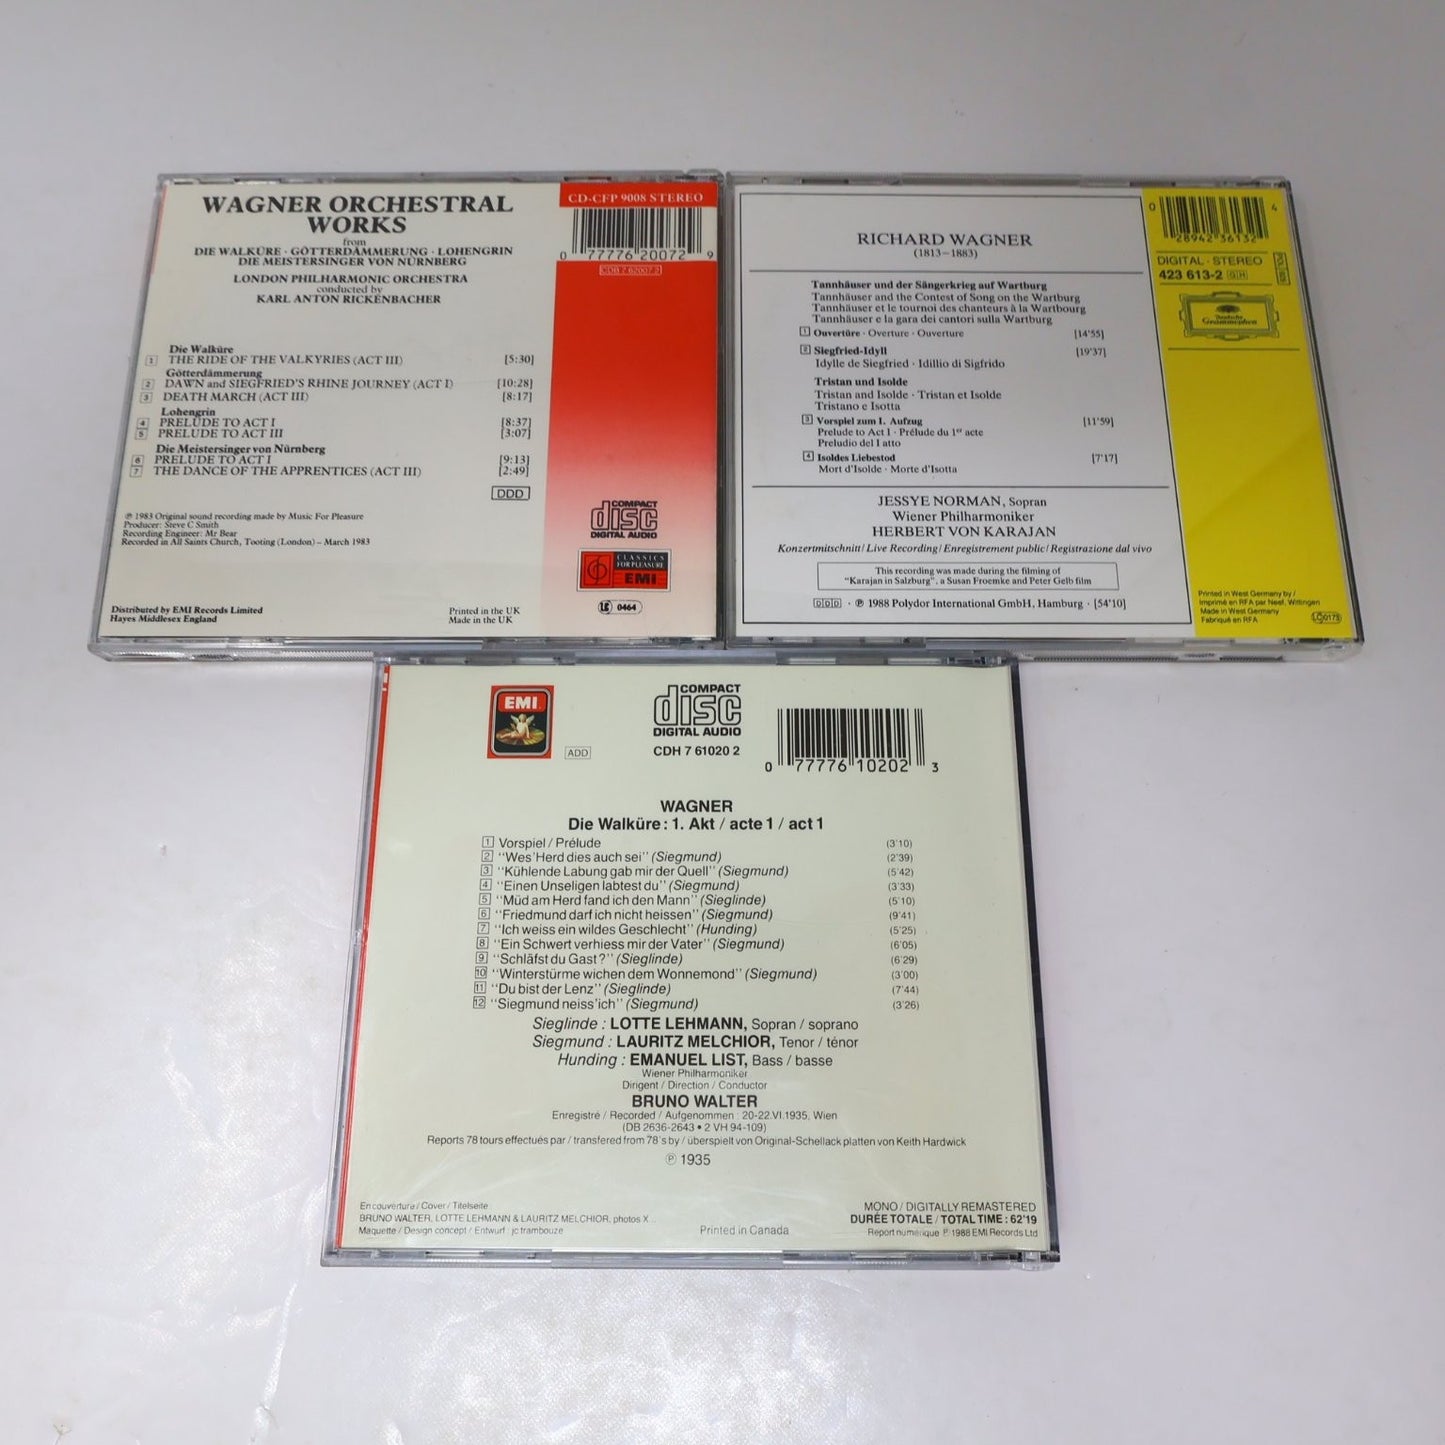 WAGNER ORCHESTRAL
WORKS
from
DIE WALKÜRE · GÖTTERDÄMMERUNG · LOHENGRIN
DIE MEISTERSINGER VON NÜRNBERG
LONDON PHILHARMONIC ORCHESTRA
conducted by
KARL ANTON RICKENBACHER
Die Walküre
1 THE RIDE OF THE VALKYRIES (ACT III) [5:30]
Götterdämmerung
2 DAWN and SIEGFRIED'S RHINE JOURNEY (ACT I) [10:28]
3 DEATH MARCH (ACT III) [8:17]
Lohengrin
4 PRELUDE TO ACT I [8:37]
5 PRELUDE TO ACT III [3:07]
Die Meistersinger von Nürnberg
6 PRELUDE TO ACT I [9:13]
7 THE DANCE OF THE APPRENTICES (ACT III) [2:49]
DDD
℗ 1983 Original sound recording made by Music For Pleasure
Producer: Steve C Smith
Recording Engineer: Mr Bear
Recorded in All Saints Church, Tooting (London) – March 1983
Distributed by EMI Records Limited
Hayes Middlesex England
Printed in the UK
Made in the UK
CD-CFP 9008 STEREO
0 77776 20072 9
CDB 7 62007 2
COMPACT
disc
DIGITAL AUDIO
CLASSICS
FOR PLEASURE
EMI
LC 0464
RICHARD WAGNER
(1813–1883)
Tannhäuser und der Sängerkrieg auf Wartburg
Tannhäuser and the Contest of Song on the Wartburg
Tannhäuser et le tournoi des chanteurs à la Wartbourg
Tannhäuser e la gara dei cantori sulla Wartburg
1 Ouvertüre · Overture · Ouverture [14'55]
2 Siegfried-Idyll [19'37]
Idylle de Siegfried · Idillio di Sigfrido
Tristan und Isolde
Tristan and Isolde · Tristan et Isolde
Tristano e Isotta
3 Vorspiel zum 1. Aufzug [11'59]
Prelude to Act I · Prélude du 1er acte
Preludio del I atto
4 Isoldes Liebestod [7'17]
Mort d'Isolde · Morte d'Isotta
JESSYE NORMAN, Sopran
Wiener Philharmoniker
HERBERT VON KARAJAN
Konzertmitschnitt / Live Recording / Enregistrement public / Registrazione dal vivo
This recording was made during the filming of
"Karajan in Salzburg", a Susan Froemke and Peter Gelb film
DDD · ℗ 1988 Polydor International GmbH, Hamburg · [54'10]
0 28942 36132 4
DIGITAL · STEREO
423 613-2 GH
Deutsche
Grammophon
Printed in West Germany by /
Imprimé en RFA par Neef, Wittingen
Made in West Germany
Fabriqué en RFA
LC 0173
EMI
ADD
COMPACT
disc
DIGITAL AUDIO
CDH 7 61020 2
0 77776 10202 3
WAGNER
Die Walküre : 1. Akt / acte 1 / act 1
1 Vorspiel / Prélude (3'10)
2 "Wes' Herd dies auch sei" (Siegmund) (2'39)
3 "Kühlende Labung gab mir der Quell" (Siegmund) (5'42)
4 "Einen Unseligen labtest du" (Siegmund) (3'33)
5 "Müd am Herd fand ich den Mann" (Sieglinde) (5'10)
6 "Friedmund darf ich nicht heissen" (Siegmund) (9'41)
7 "Ich weiss ein wildes Geschlecht" (Hunding) (5'25)
8 "Ein Schwert verhiess mir der Vater" (Siegmund) (6'05)
9 "Schläfst du Gast ?" (Sieglinde) (6'29)
10 "Winterstürme wichen dem Wonnemond" (Siegmund) (3'00)
11 "Du bist der Lenz" (Sieglinde) (7'44)
12 "Siegmund neiss' ich" (Siegmund) (3'26)
Sieglinde : LOTTE LEHMANN, Sopran / soprano
Siegmund : LAURITZ MELCHIOR, Tenor / ténor
Hunding : EMANUEL LIST, Bass / basse
Wiener Philharmoniker
Dirigent / Direction / Conductor
BRUNO WALTER
Enregistré / Recorded / Aufgenommen : 20-22.VI.1935, Wien
(DB 2636-2643 • 2 VH 94-109)
Reports 78 tours effectués par / transfered from 78's by / überspielt von Original-Schellack platten von Keith Hardwick
℗ 1935
En couverture / Cover / Titelseite :
BRUNO WALTER, LOTTE LEHMANN & LAURITZ MELCHIOR, photos X...
Maquette / Design concept / Entwurf : jc trambouze
Printed in Canada
MONO / DIGITALLY REMASTERED
DURÉE TOTALE / TOTAL TIME : 62'19
Report numérique ℗ 1988 EMI Records Ltd